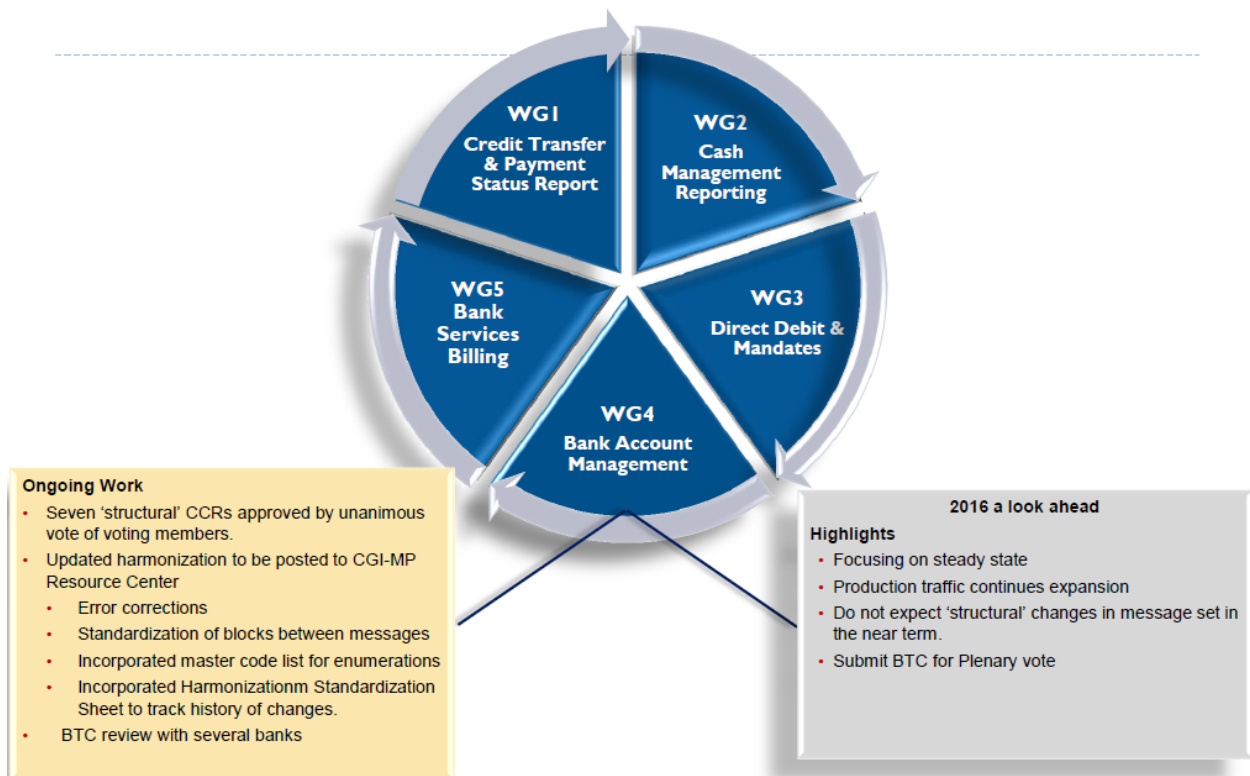 WG1
Credit Transfer
& Payment
Status Report
WG2
Cash
Management
Reporting
WG3
Direct Debit &
Mandates
WG4
Bank Account
Management
WG5
Bank
Services
Billing
Ongoing Work
• Seven ‘structural’ CCRs approved by unanimous
vote of voting members.
• Updated harmonization to be posted to CGI-MP
Resource Center
• Error corrections
• Standardization of blocks between messages
• Incorporated master code list for enumerations
• Incorporated Harmonizationm Standardization
Sheet to track history of changes.
• BTC review with several banks
2016 a look ahead
Highlights
• Focusing on steady state
• Production traffic continues expansion
• Do not expect ‘structural’ changes in message set in
the near term.
• Submit BTC for Plenary vote